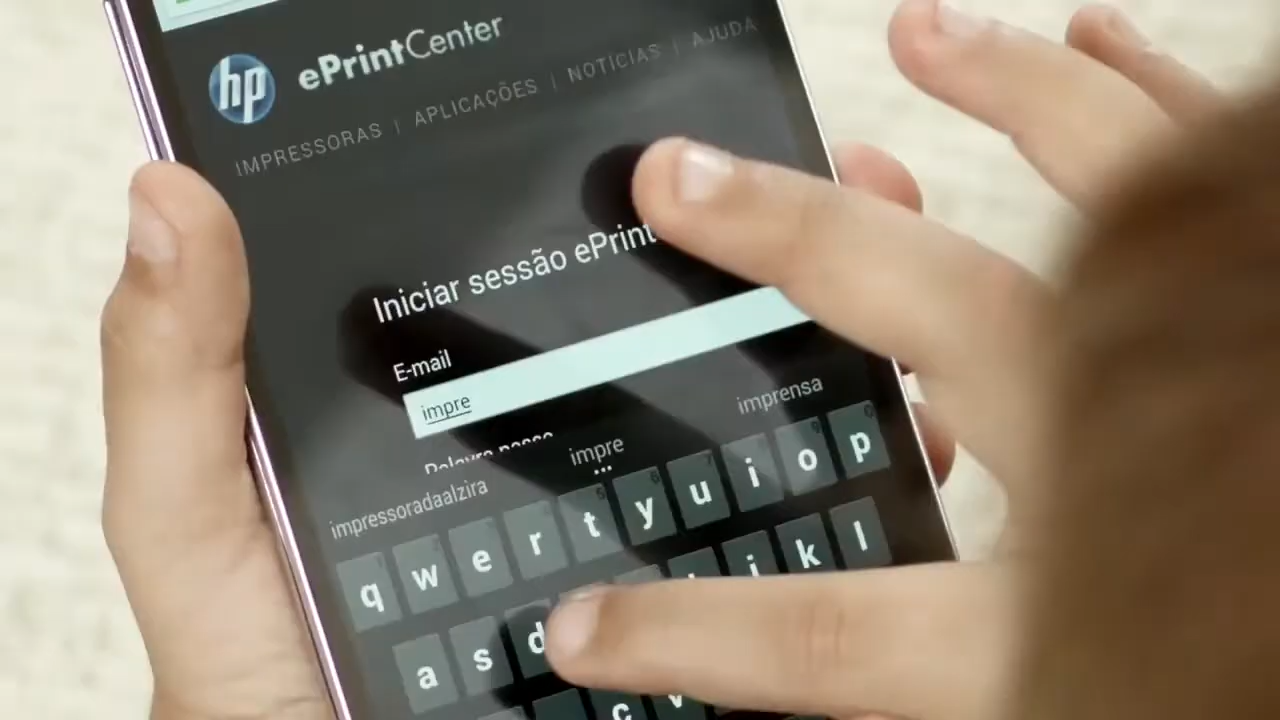 hp ePrintCenter
IMPRESSORAS | APLICAÇÕES | NOTÍCIAS | AJUDA
Iniciar sessão ePrint
E-mail
impre
impressoradaalzira impre imprensa
q w e r t y u i o p
a s d j k l
c v